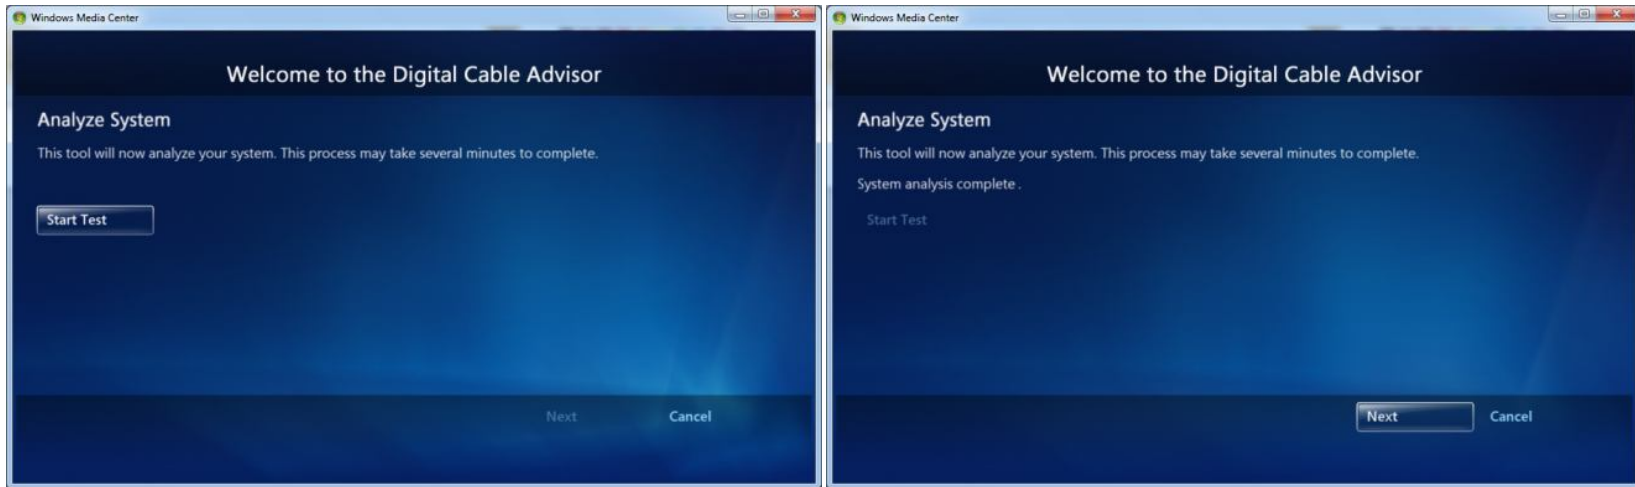 Windows Media Center
Welcome to the Digital Cable Advisor
Analyze System
This tool will now analyze your system. This process may take several minutes to complete.
Start Test
Next
Cancel
Windows Media Center
Welcome to the Digital Cable Advisor
Analyze System
This tool will now analyze your system. This process may take several minutes to complete.
System analysis complete .
Start Test
Next
Cancel